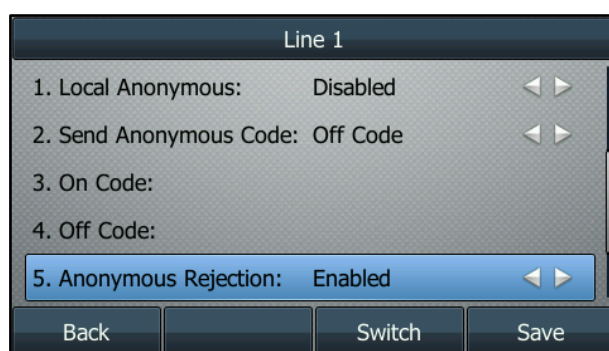 Line 1
1. Local Anonymous: Disabled
2. Send Anonymous Code: Off Code
3. On Code:
4. Off Code:
5. Anonymous Rejection: Enabled
Back Switch Save